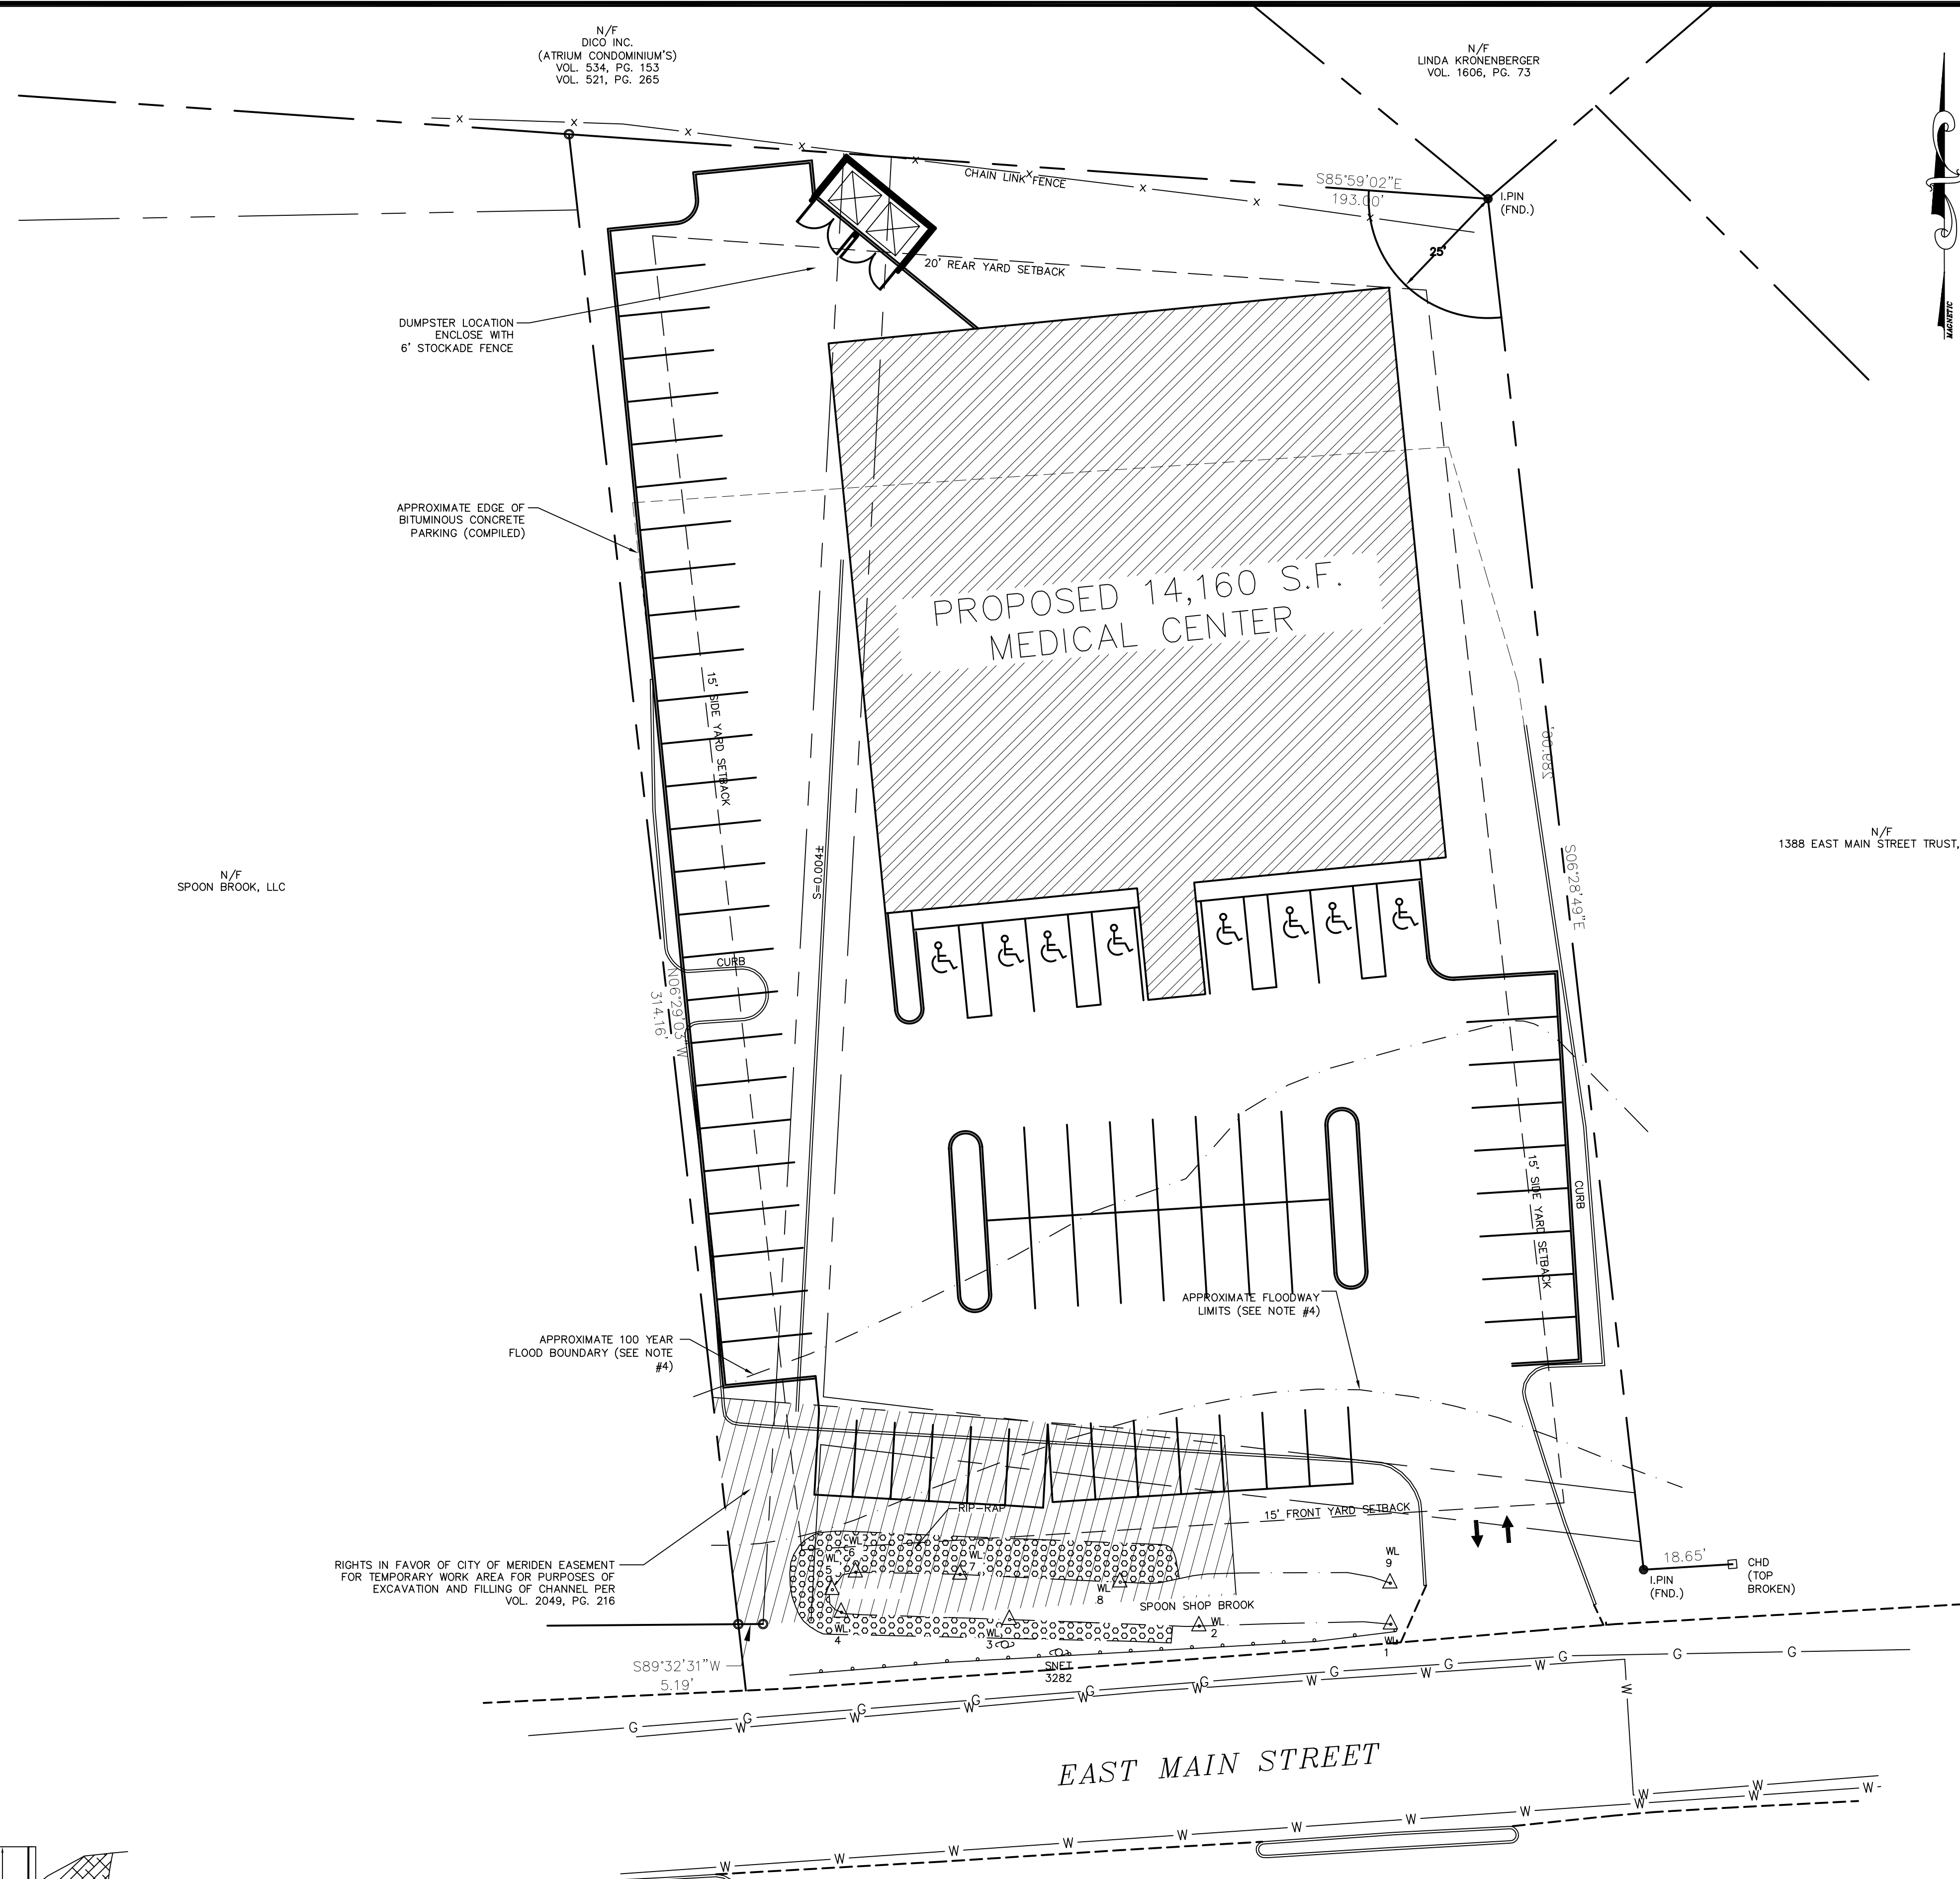 N/F
DICO INC.
(ATRIUM CONDOMINIUM'S)
VOL. 534, PG. 153
VOL. 521, PG. 265
N/F
LINDA KRONENBERGER
VOL. 1606, PG. 73
MAGNETIC
x x x x x x x x x
CHAIN LINK FENCE
S85°59'02"E
193.00'
I.PIN
(FND.)
25'
20' REAR YARD SETBACK
DUMPSTER LOCATION
ENCLOSE WITH
6' STOCKADE FENCE
APPROXIMATE EDGE OF
BITUMINOUS CONCRETE
PARKING (COMPILED)
PROPOSED 14,160 S.F.
MEDICAL CENTER
15' SIDE YARD SETBACK
289.09'
S=0.004±
S06°28'49"E
N/F
1388 EAST MAIN STREET TRUST,
N/F
SPOON BROOK, LLC
CURB
N06°29'03"W
314.16'
15' SIDE YARD SETBACK
CURB
APPROXIMATE FLOODWAY
LIMITS (SEE NOTE #4)
APPROXIMATE 100 YEAR
FLOOD BOUNDARY (SEE NOTE
#4)
RIP-RAP
15' FRONT YARD SETBACK
RIGHTS IN FAVOR OF CITY OF MERIDEN EASEMENT
FOR TEMPORARY WORK AREA FOR PURPOSES OF
EXCAVATION AND FILLING OF CHANNEL PER
VOL. 2049, PG. 216
WL
6
WL
5
WL
7
WL
8
WL
9
18.65'
I.PIN
(FND.)
CHD
(TOP
BROKEN)
SPOON SHOP BROOK
WL
4
WL
3
WL
2
WL
1
SNET
3282
S89°32'31"W
5.19'
G G G G G G G G G G G
W W W W W W W W W
W
EAST MAIN STREET
W W W W W W W W W W W W